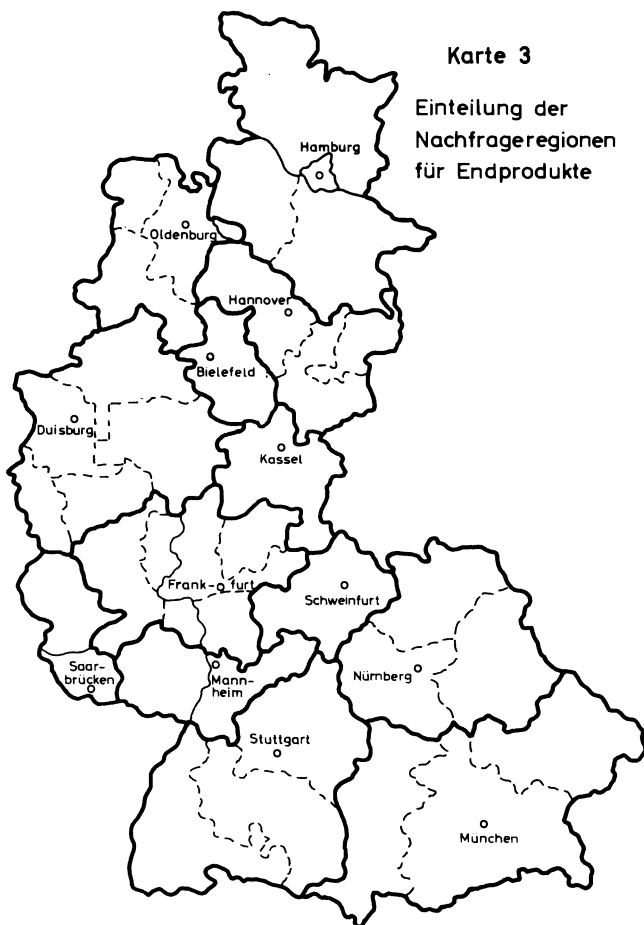 Karte 3
Einteilung der
Nachfrageregionen
für Endprodukte
Hamburg
Oldenburg
Hannover
Bielefeld
Duisburg
Kassel
Frank-furt
Schweinfurt
Saar-
brücken
Mann-
heim
Nürnberg
Stuttgart
München